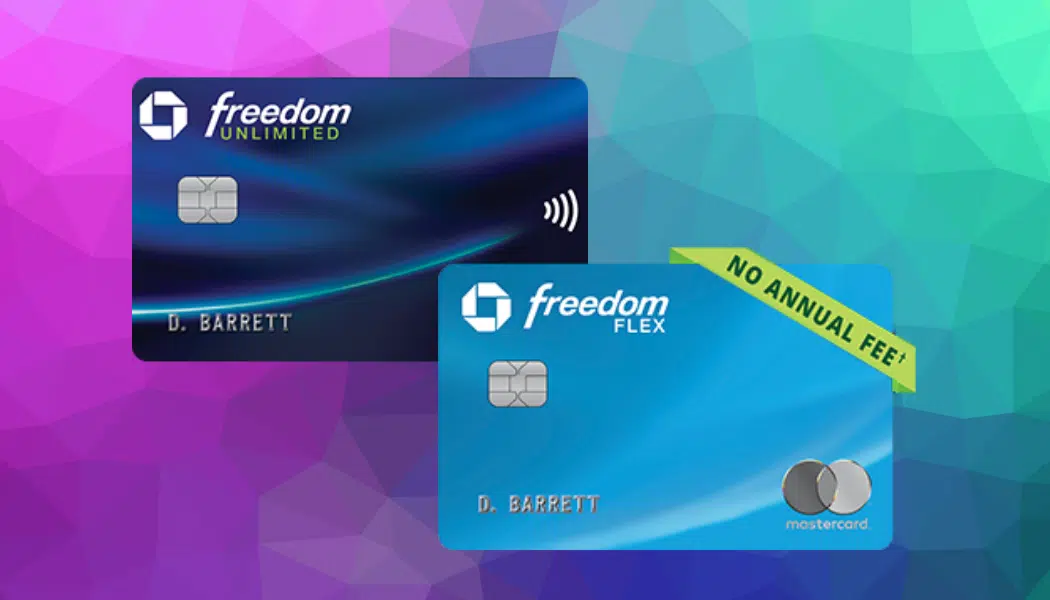 freedom
UNLIMITED
D. BARRETT
NO ANNUAL FEE†
freedom
FLEX
D. BARRETT
mastercard.